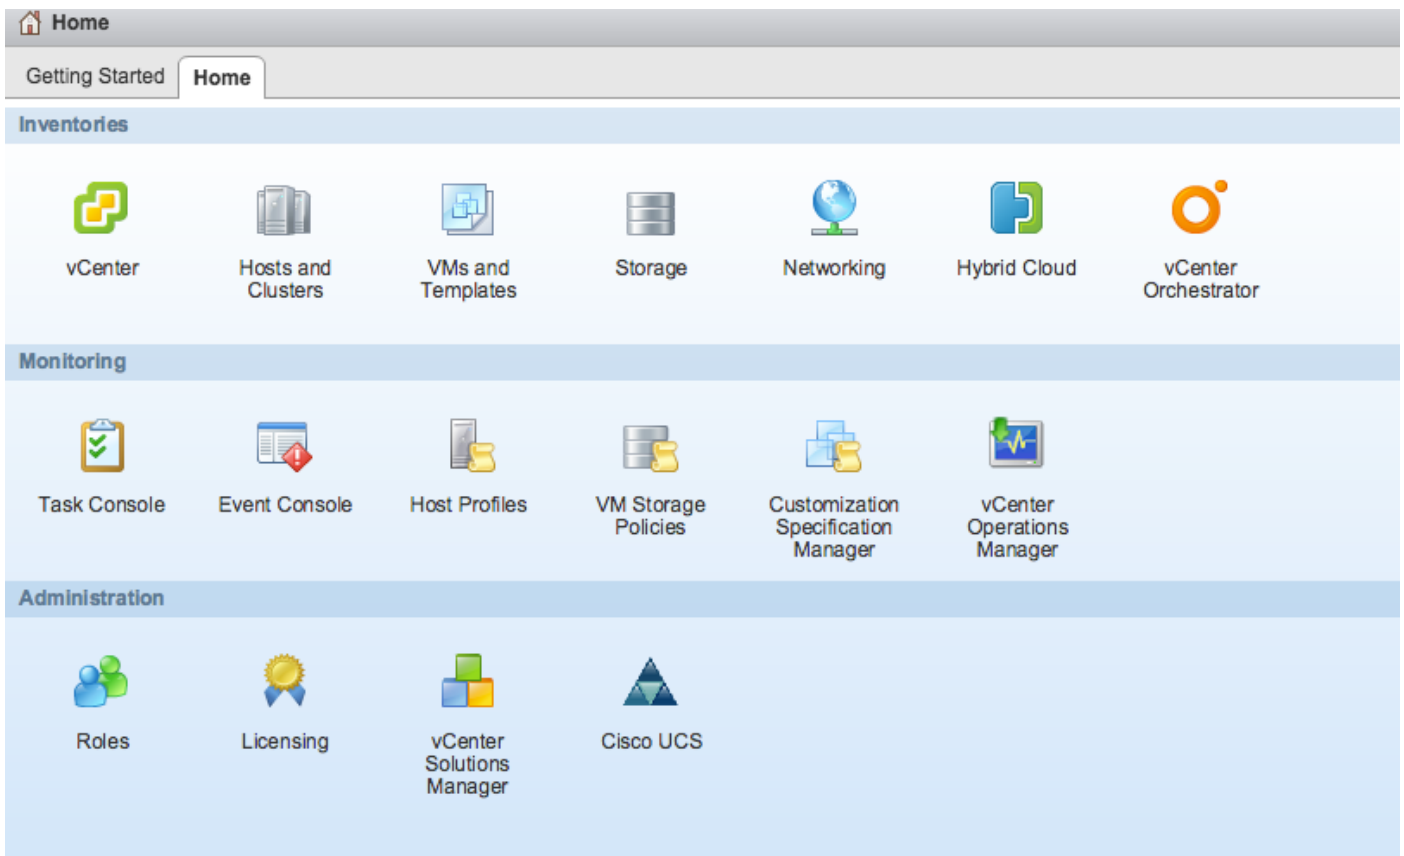 Home
Getting Started Home
Inventories
vCenter Hosts and VMs and Storage Networking Hybrid Cloud vCenter
Clusters Templates Orchestrator
Monitoring
Task Console Event Console Host Profiles VM Storage Customization vCenter
Policies Specification Operations
Manager Manager
Administration
Roles Licensing vCenter Cisco UCS
Solutions
Manager